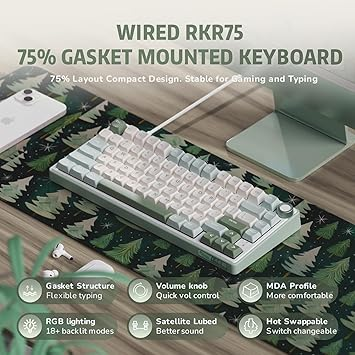 WIRED RKR75
75% GASKET MOUNTED KEYBOARD
75% Layout Compact Design. Stable for Gaming and Typing
Gasket Structure
Flexible typing
Volume knob
Quick vol control
MDA Profile
More comfortable
RGB lighting
18+ backlit modes
Satellite Lubed
Better sound
Hot Swappable
Switch changeable